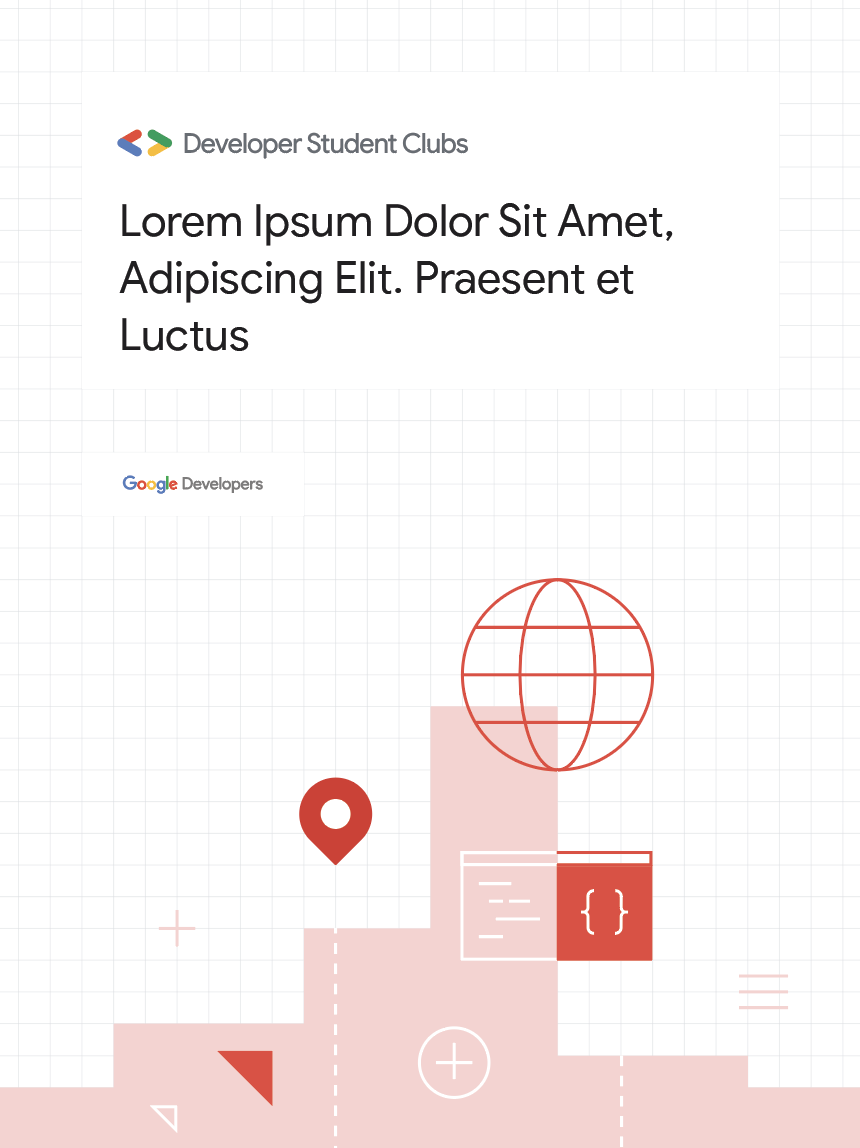 Developer Student Clubs
Lorem Ipsum Dolor Sit Amet,
Adipiscing Elit. Praesent et
Luctus
Google Developers
{ }